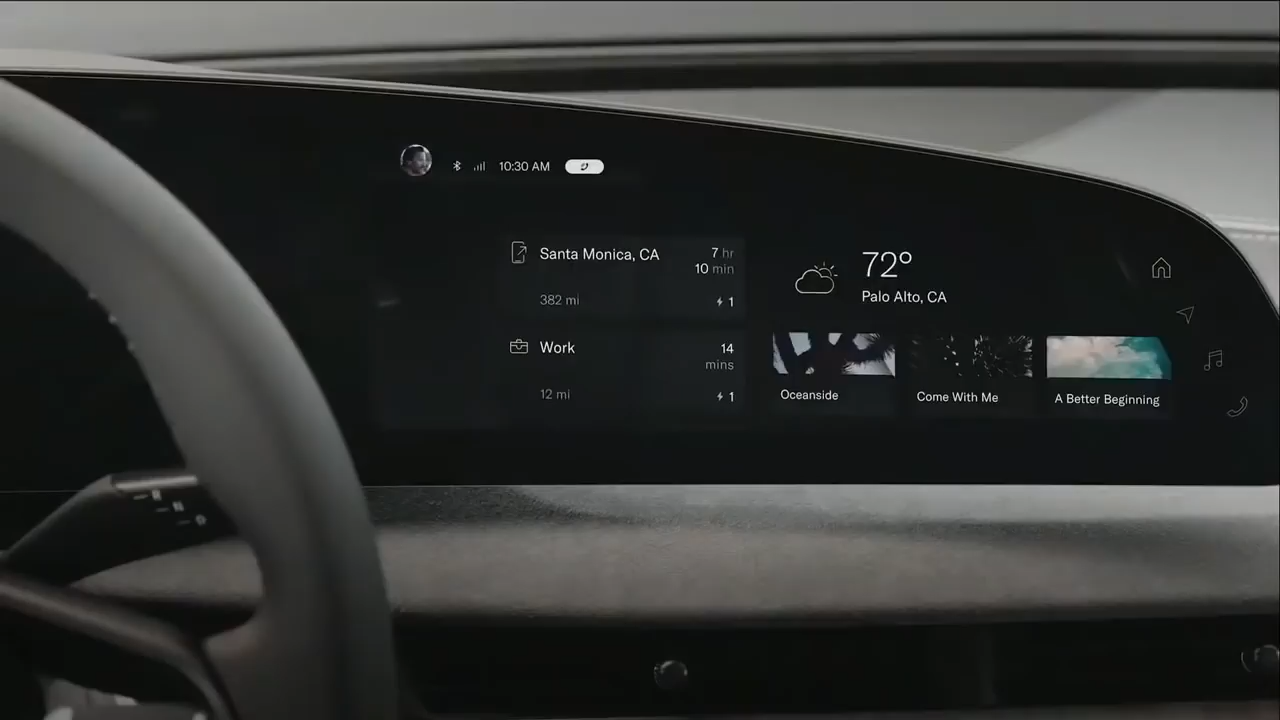 10:30 AM
Santa Monica, CA
7 hr
10 min
382 mi
1
Work
14
mins
12 mi
1
72°
Palo Alto, CA
Oceanside
Come With Me
A Better Beginning